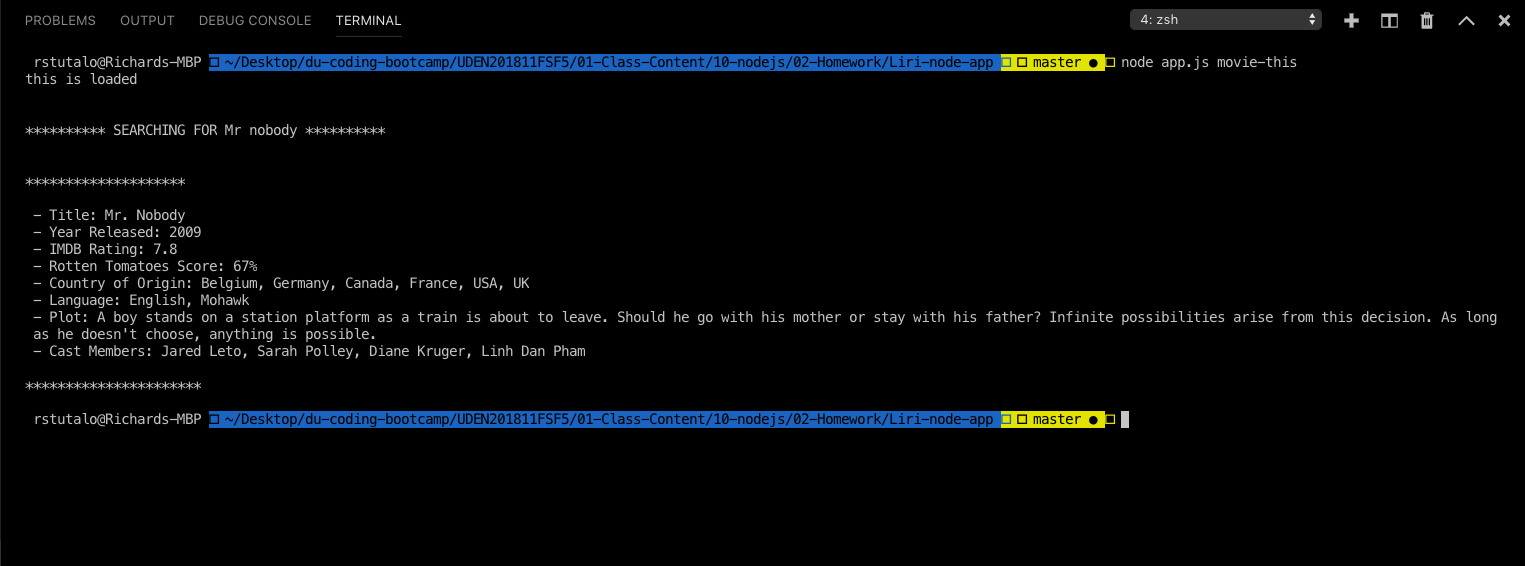 PROBLEMS OUTPUT DEBUG CONSOLE TERMINAL 4: zsh
rstutalo@Richards-MBP ~/Desktop/du-coding-bootcamp/UDEN201811FSF5/01-Class-Content/10-nodejs/02-Homework/Liri-node-app master ● node app.js movie-this
this is loaded
********** SEARCHING FOR Mr nobody **********
********************
- Title: Mr. Nobody
- Year Released: 2009
- IMDB Rating: 7.8
- Rotten Tomatoes Score: 67%
- Country of Origin: Belgium, Germany, Canada, France, USA, UK
- Language: English, Mohawk
- Plot: A boy stands on a station platform as a train is about to leave. Should he go with his mother or stay with his father? Infinite possibilities arise from this decision. As long
as he doesn't choose, anything is possible.
- Cast Members: Jared Leto, Sarah Polley, Diane Kruger, Linh Dan Pham
**********************
rstutalo@Richards-MBP ~/Desktop/du-coding-bootcamp/UDEN201811FSF5/01-Class-Content/10-nodejs/02-Homework/Liri-node-app master ●